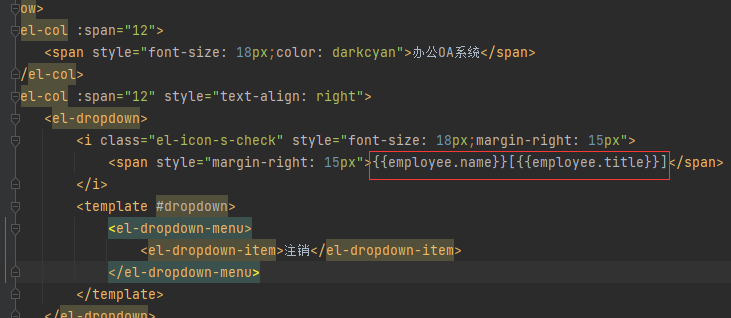 ow>
el-col :span="12">
<span style="font-size: 18px;color: darkcyan">办公OA系统</span>
/el-col>
el-col :span="12" style="text-align: right">
<el-dropdown>
<i class="el-icon-s-check" style="font-size: 18px;margin-right: 15px">
<span style="margin-right: 15px">{{employee.name}}[{{employee.title}}]</span>
</i>
<template #dropdown>
<el-dropdown-menu>
<el-dropdown-item>注销</el-dropdown-item>
</el-dropdown-menu>
</template>
</el-dropdown>